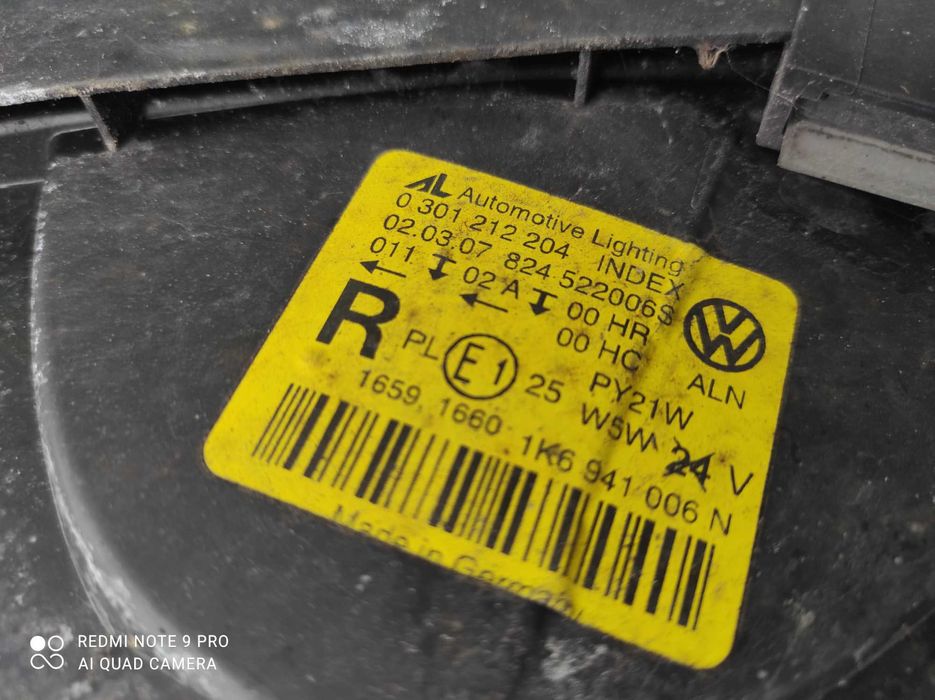 AL Automotive Lighting
0 301 212 204 INDEX
02.03.07 824.522006S
011 02 A 00 HR
00 HC
R PL E1 25 PY21W
W5W 24 V
VW
ALN
1659 1660 1K6 941 006 N
Made in Germany
REDMI NOTE 9 PRO
AI QUAD CAMERA